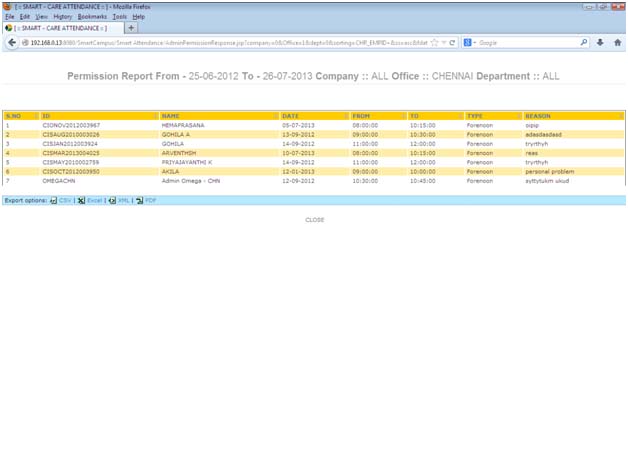 [ :: SMART - CARE ATTENDANCE :: ] - Mozilla Firefox
File Edit View History Bookmarks Tools Help
[ :: SMART - CARE ATTENDANCE :: ]
192.168.0.13:8080/SmartCampus/Smart-Attendance/AdminPermissionResponse.jsp?company=0&Office=1&dept=0&sorting=CHR_EMPID Google
Permission Report From - 25-06-2012 To - 26-07-2013 Company :: ALL Office :: CHENNAI Department :: ALL
S.NO ID NAME DATE FROM TO TYPE REASON
1 CIONOV2012003967 HEMAPRASANA 05-07-2013 08:00:00 10:15:00 Forenoon oipip
2 CISAUG2010003026 GOHILA A 13-09-2012 09:00:00 10:30:00 Forenoon adasdasdasd
3 CISJAN2012003924 GOHILA 14-09-2012 11:00:00 12:00:00 Forenoon tryrthyh
4 CISMAR2013004025 ARVENTHSH 10-07-2013 08:00:00 10:15:00 Forenoon reas
5 CISMAY2010002759 PRIYAJAYANTHI K 14-09-2012 11:00:00 12:00:00 Forenoon tryrthyh
6 CISOCT2012003950 AKILA 12-01-2013 09:00:00 10:00:00 Forenoon personal problem
7 OMEGACHN Admin Omega - CHN 12-09-2012 10:30:00 10:45:00 Forenoon syttytukm ukud
Export options: CSV | Excel | XML | PDF
CLOSE